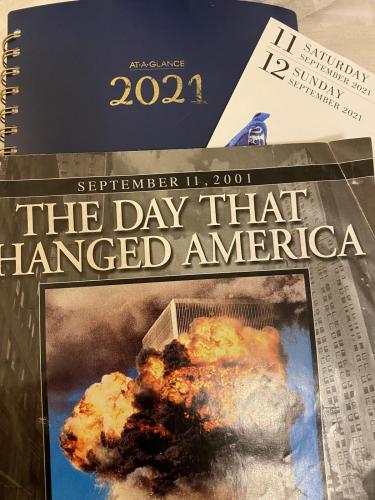 AT-A-GLANCE
2021
11 SATURDAY
SEPTEMBER 2021
12 SUNDAY
SEPTEMBER 2021
SEPTEMBER 11, 2001
THE DAY THAT
HANGED AMERICA